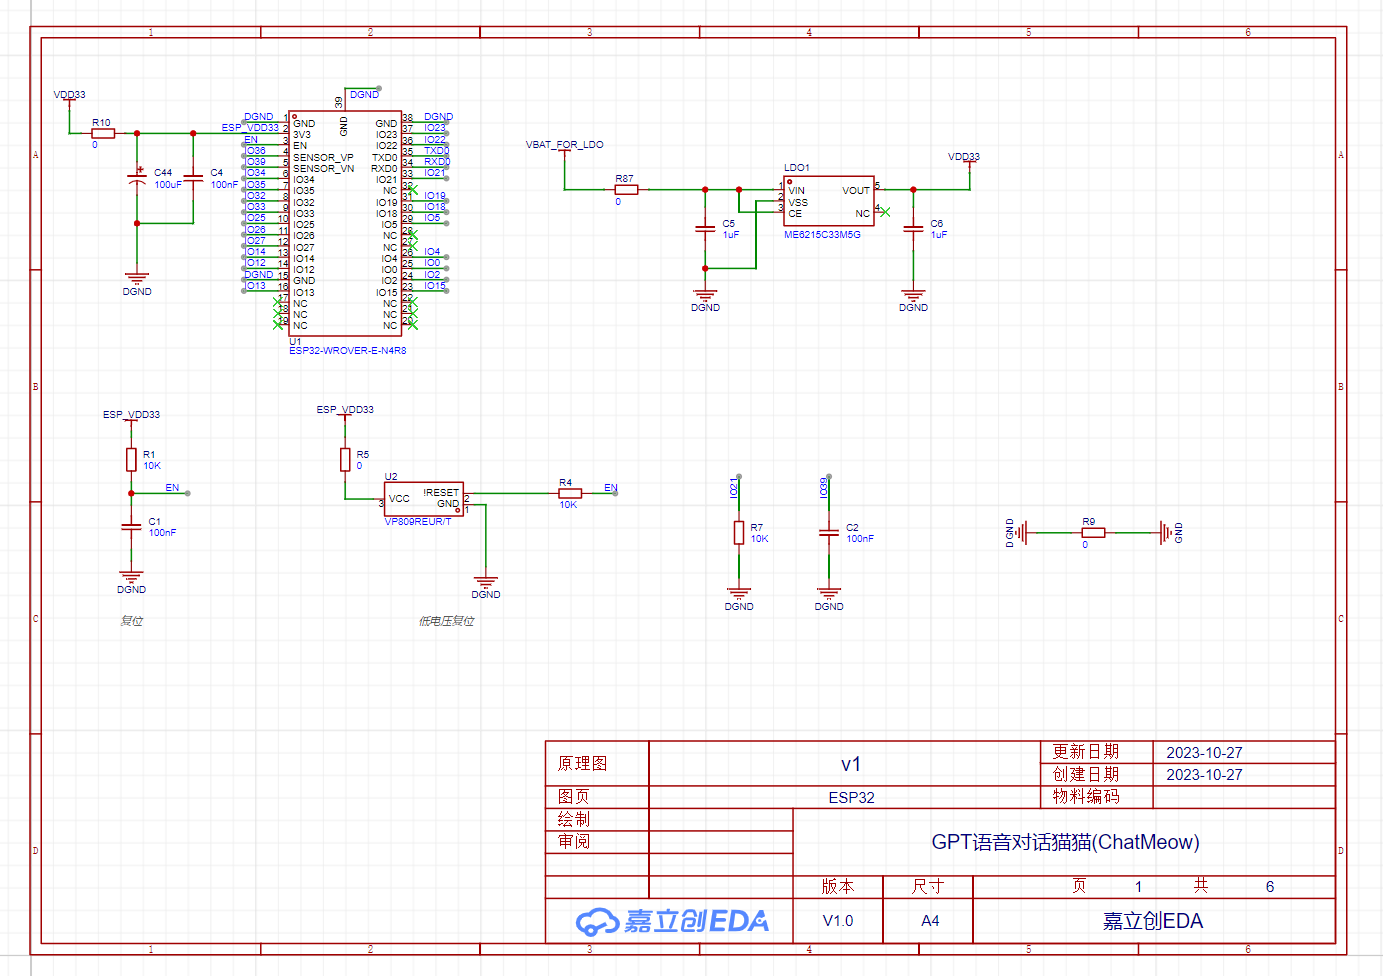 1 2 3 4 5 6
A
B
C
D
VDD33
R10
0
C44
100uF
C4
100nF
DGND
ESP_VDD33
39
DGND
GND
DGND 1 GND
2 3V3
EN 3 EN
IO36 4 SENSOR_VP
IO39 5 SENSOR_VN
IO34 6 IO34
IO35 7 IO35
IO32 8 IO32
IO33 9 IO33
IO25 10 IO25
IO26 11 IO26
IO27 12 IO27
IO14 13 IO14
IO12 14 IO12
DGND 15 GND
IO13 16 IO13
17 NC
18 NC
19 NC
GND 38 DGND
IO23 37 IO23
IO22 36 IO22
TXD0 35 TXD0
RXD0 34 RXD0
IO21 33 IO21
NC 32
IO19 31 IO19
IO18 30 IO18
IO5 29 IO5
NC 28
NC 27
IO4 26 IO4
IO0 25 IO0
IO2 24 IO2
IO15 23 IO15
NC 22
NC 21
NC 20
U1
ESP32-WROVER-E-N4R8
VBAT_FOR_LDO
R87
0
C5
1uF
DGND
LDO1
1 VIN
2 VSS
3 CE
VOUT 5
NC 4
ME6215C33M5G
VDD33
C6
1uF
DGND
ESP_VDD33
R1
10K
EN
C1
100nF
DGND
复位
ESP_VDD33
R5
0
U2
3 VCC
!RESET 2
GND 1
VP809REUR/T
DGND
R4
10K
EN
低电压复位
IO21
R7
10K
DGND
IO39
C2
100nF
DGND
DGND
R9
0
GND
原理图 v1
更新日期 2023-10-27
创建日期 2023-10-27
图页 ESP32 物料编码
绘制
审阅
GPT语音对话猫猫(ChatMeow)
版本 尺寸 页 1 共 6
嘉立创EDA V1.0 A4 嘉立创EDA
A
B
C
D
1 2 3 4 5 6